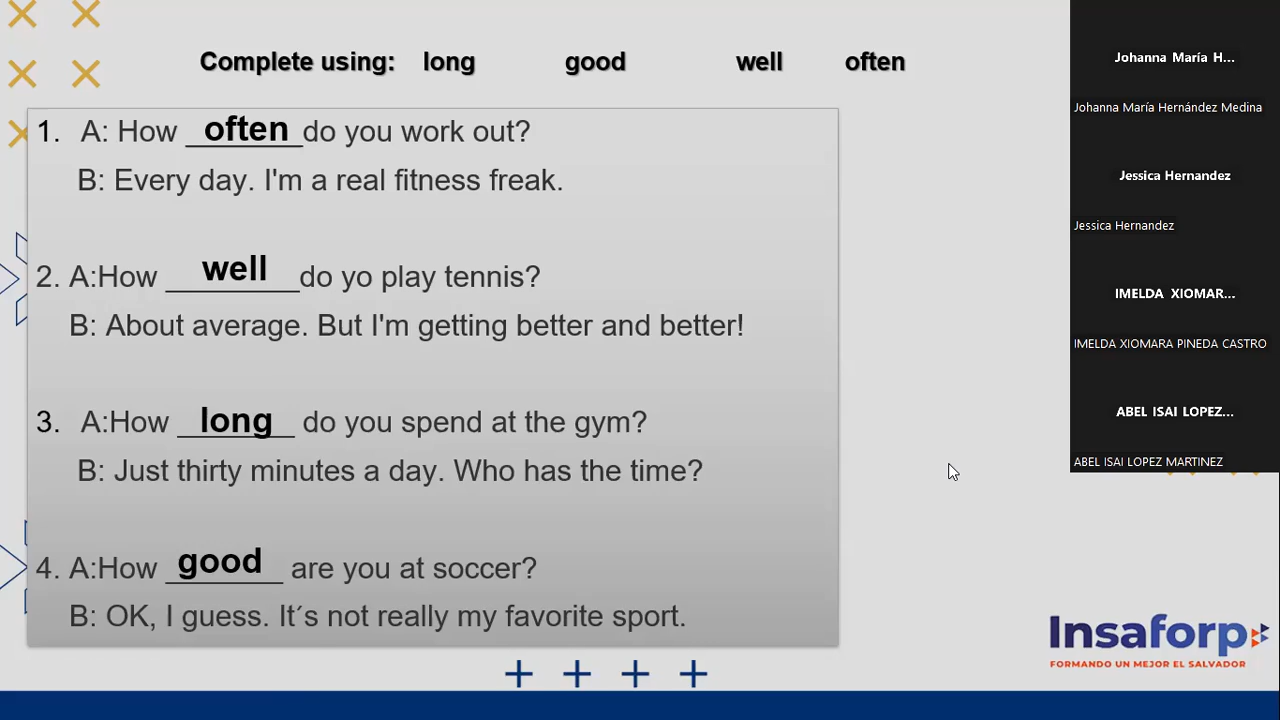 Complete using: long good well often
1. A: How often do you work out?
B: Every day. I'm a real fitness freak.
2. A:How well do yo play tennis?
B: About average. But I'm getting better and better!
3. A:How long do you spend at the gym?
B: Just thirty minutes a day. Who has the time?
4. A:How good are you at soccer?
B: OK, I guess. It´s not really my favorite sport.
Johanna María H...
Johanna María Hernández Medina
Jessica Hernandez
Jessica Hernandez
IMELDA XIOMAR...
IMELDA XIOMARA PINEDA CASTRO
ABEL ISAI LOPEZ...
ABEL ISAI LOPEZ MARTINEZ
Insaforp
FORMANDO UN MEJOR EL SALVADOR